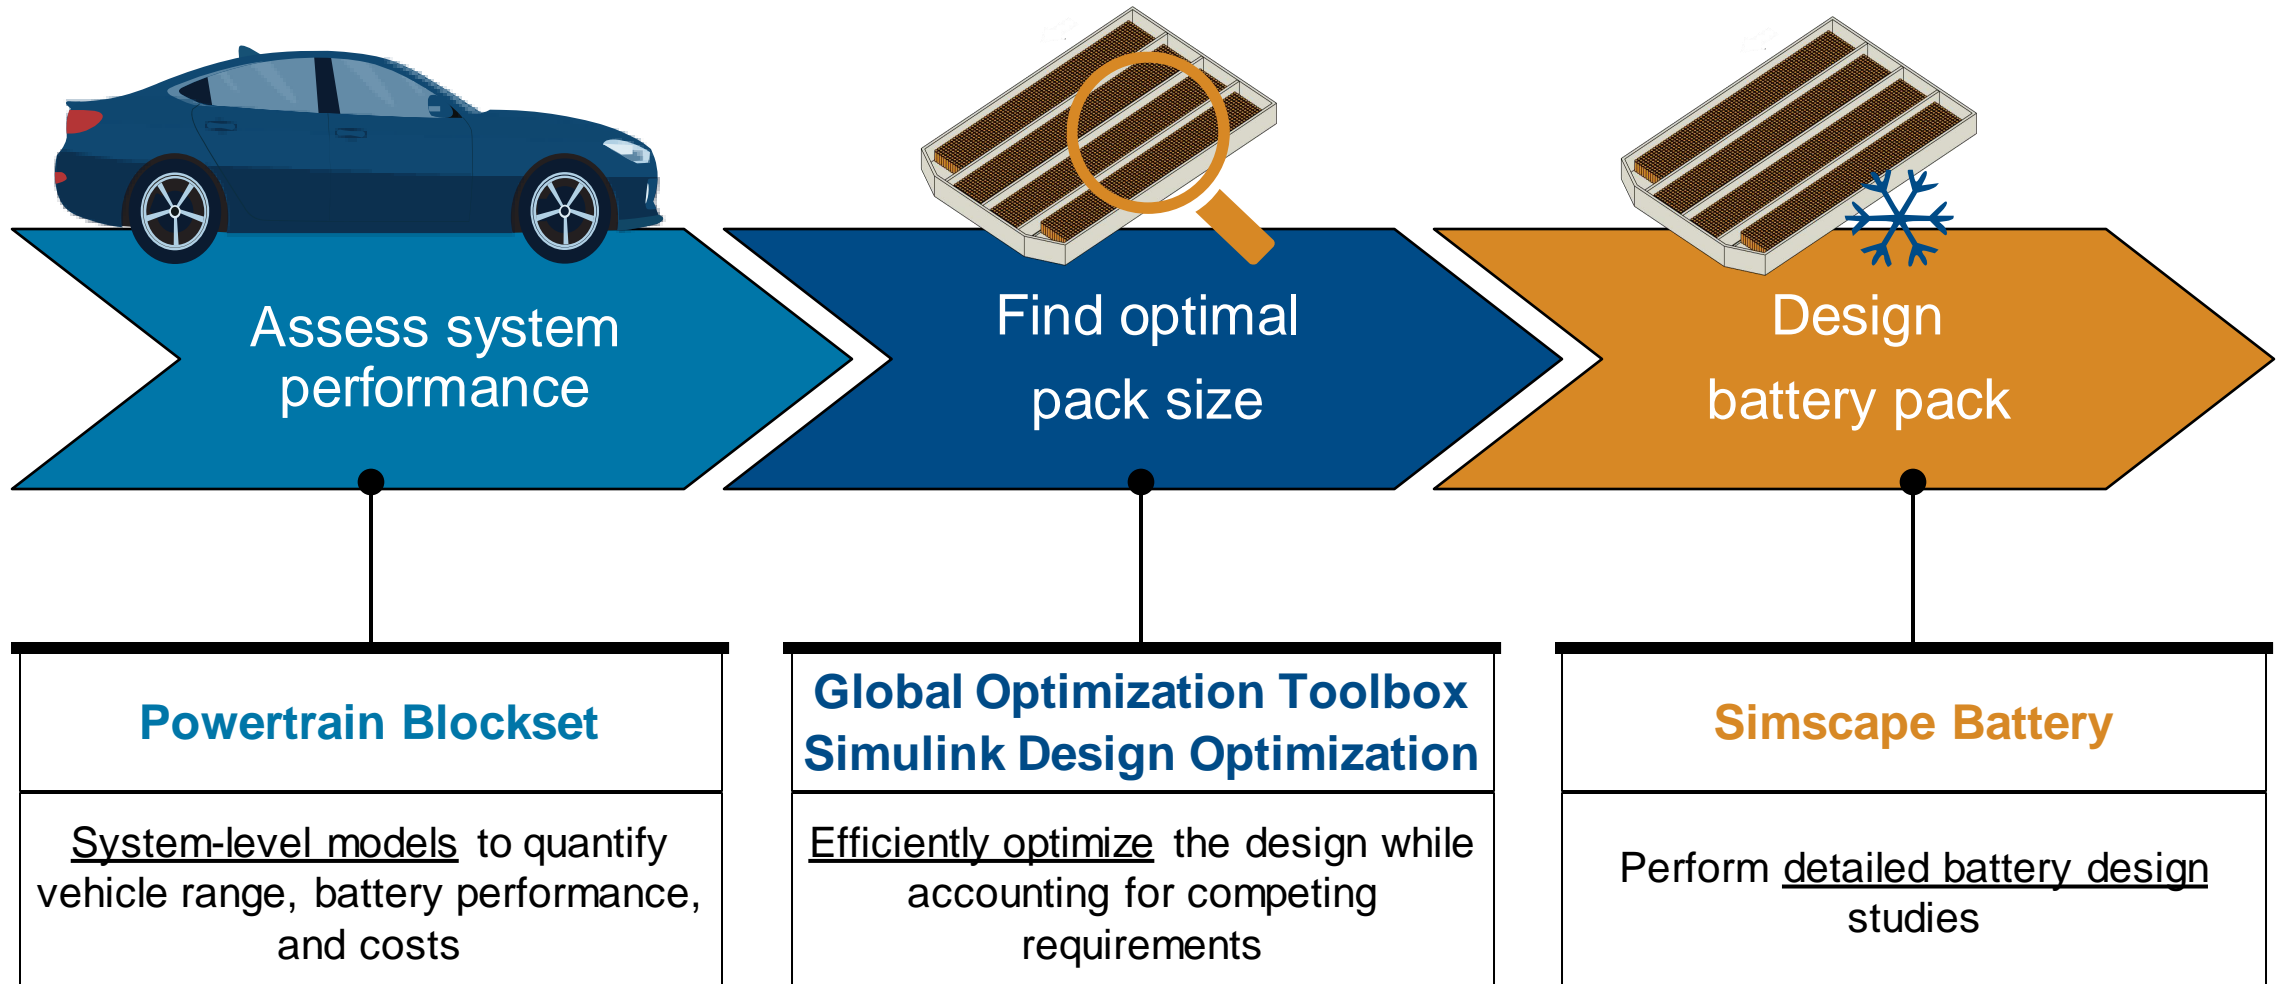 Assess system
performance
Find optimal
pack size
Design
battery pack
Powertrain Blockset
System-level models to quantify
vehicle range, battery performance,
and costs
Global Optimization Toolbox
Simulink Design Optimization
Efficiently optimize the design while
accounting for competing
requirements
Simscape Battery
Perform detailed battery design
studies